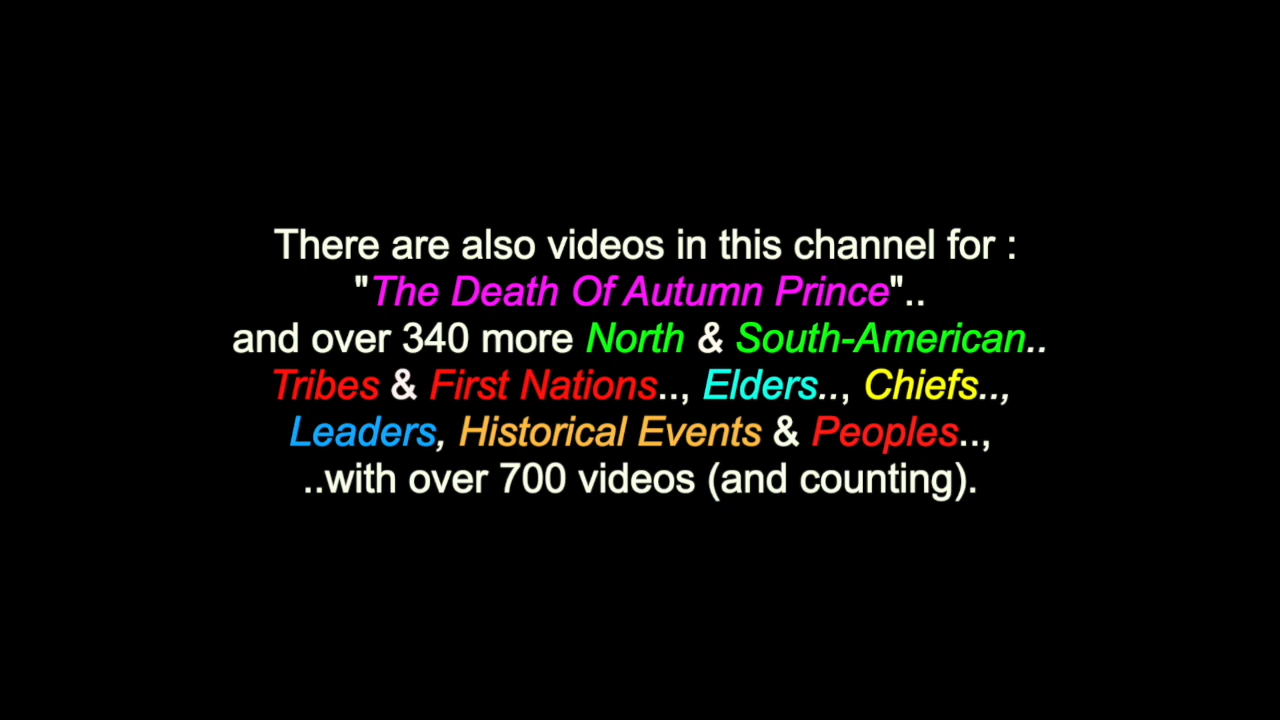 There are also videos in this channel for :
"The Death Of Autumn Prince"..
and over 340 more North & South-American..
Tribes & First Nations.., Elders.., Chiefs..,
Leaders, Historical Events & Peoples..,
..with over 700 videos (and counting).